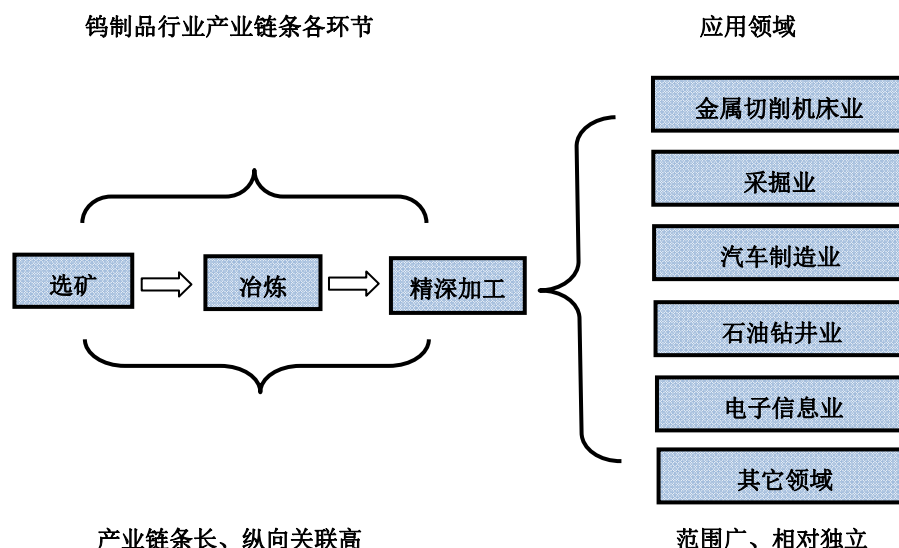 钨制品行业产业链条各环节
应用领域
金属切削机床业
采掘业
汽车制造业
石油钻井业
电子信息业
其它领域
选矿
冶炼
精深加工
产业链条长、纵向关联高
范围广、相对独立